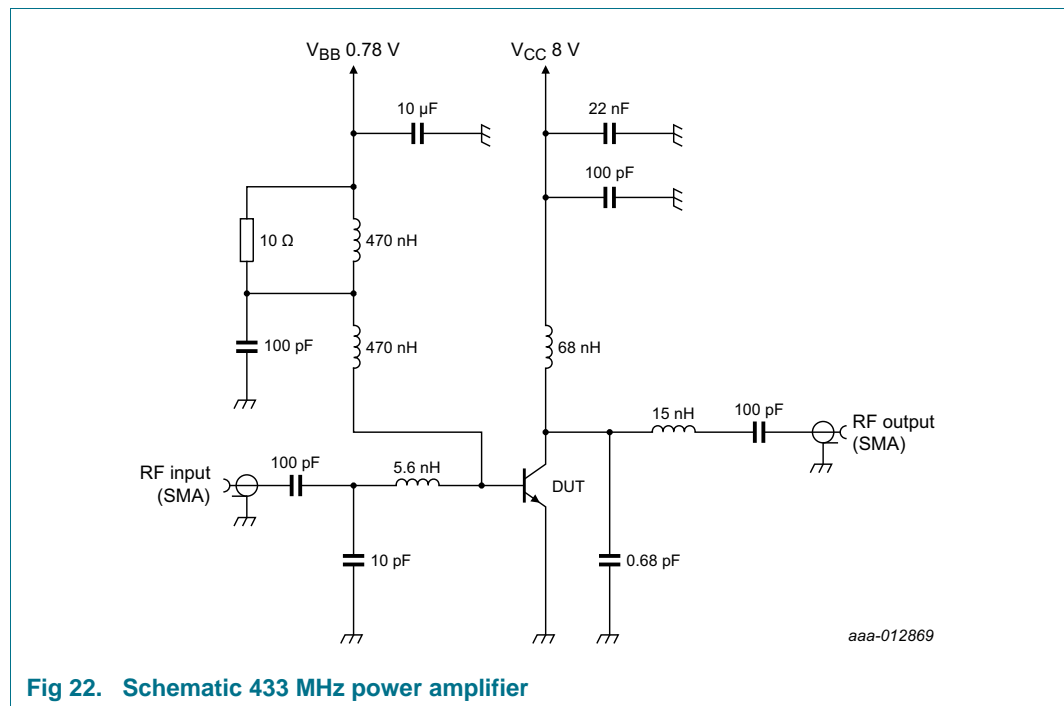 VBB 0.78 V
VCC 8 V
10 µF
22 nF
100 pF
10 Ω
470 nH
100 pF
470 nH
68 nH
15 nH
100 pF
RF output
(SMA)
RF input
(SMA)
100 pF
5.6 nH
DUT
10 pF
0.68 pF
aaa-012869
Fig 22. Schematic 433 MHz power amplifier